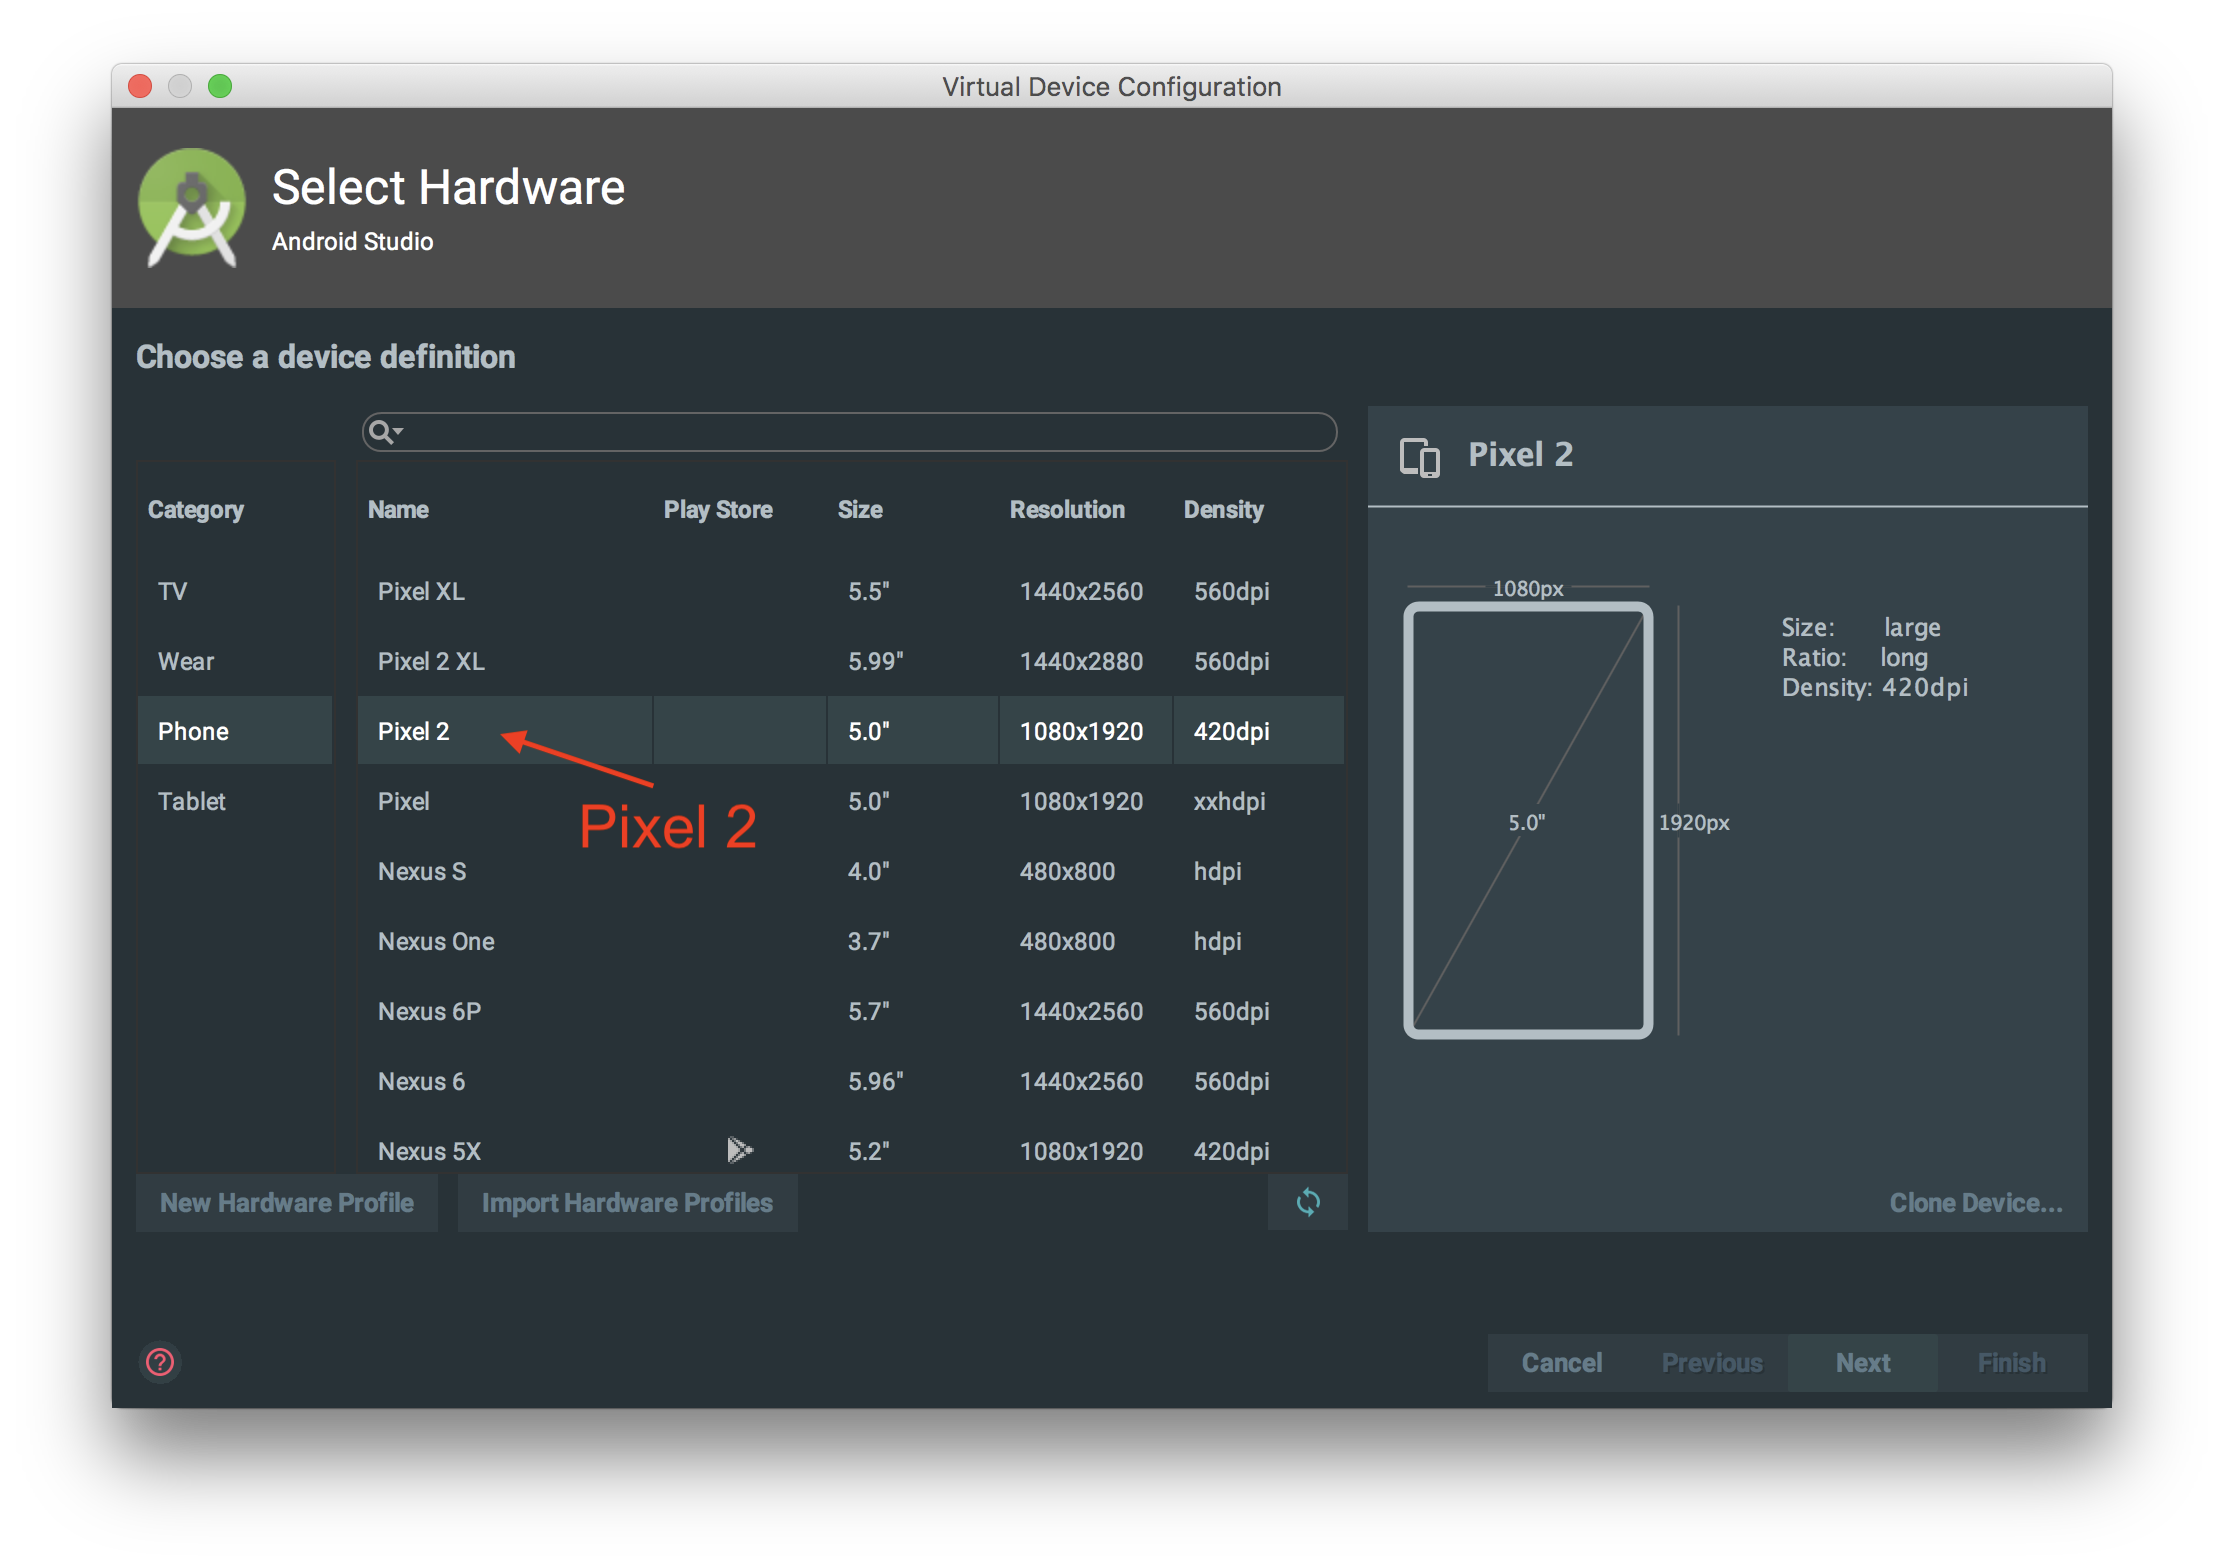 Virtual Device Configuration
Select Hardware
Android Studio
Choose a device definition
Category
TV
Wear
Phone
Tablet
Name Play Store Size Resolution Density
Pixel XL 5.5" 1440x2560 560dpi
Pixel 2 XL 5.99" 1440x2880 560dpi
Pixel 2 5.0" 1080x1920 420dpi
Pixel 5.0" 1080x1920 xxhdpi
Pixel 2
Nexus S 4.0" 480x800 hdpi
Nexus One 3.7" 480x800 hdpi
Nexus 6P 5.7" 1440x2560 560dpi
Nexus 6 5.96" 1440x2560 560dpi
Nexus 5X 5.2" 1080x1920 420dpi
New Hardware Profile Import Hardware Profiles
Pixel 2
1080px
Size: large
Ratio: long
Density: 420dpi
5.0" 1920px
Clone Device...
? Cancel Previous Next Finish